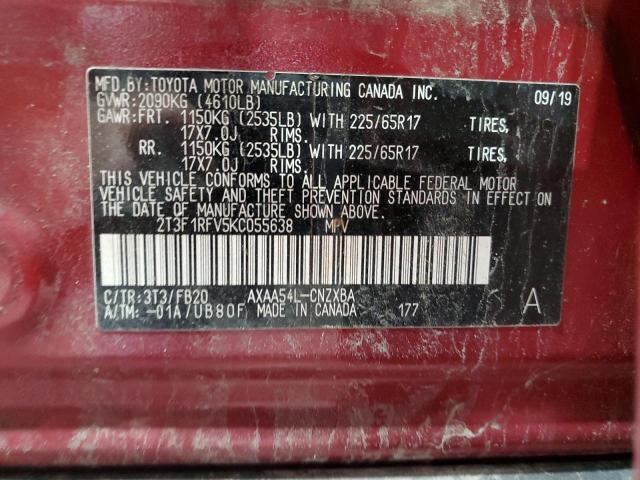 MFD.BY:TOYOTA MOTOR MANUFACTURING CANADA INC. 09/19
GVWR:2090KG (4610LB)
GAWR:FRT. 1150KG (2535LB) WITH 225/65R17 TIRES,
17X7.0J RIMS.
RR. 1150KG (2535LB) WITH 225/65R17 TIRES,
17X7.0J RIMS.
THIS VEHICLE CONFORMS TO ALL APPLICABLE FEDERAL MOTOR
VEHICLE SAFETY AND THEFT PREVENTION STANDARDS IN EFFECT ON
THE DATE OF MANUFACTURE SHOWN ABOVE.
2T3F1RFV5KC055638 MPV
C/TR:3T3/FB20 AXAA54L-CNZXBA
A/TM: -01A/UB80F MADE IN CANADA 177 A